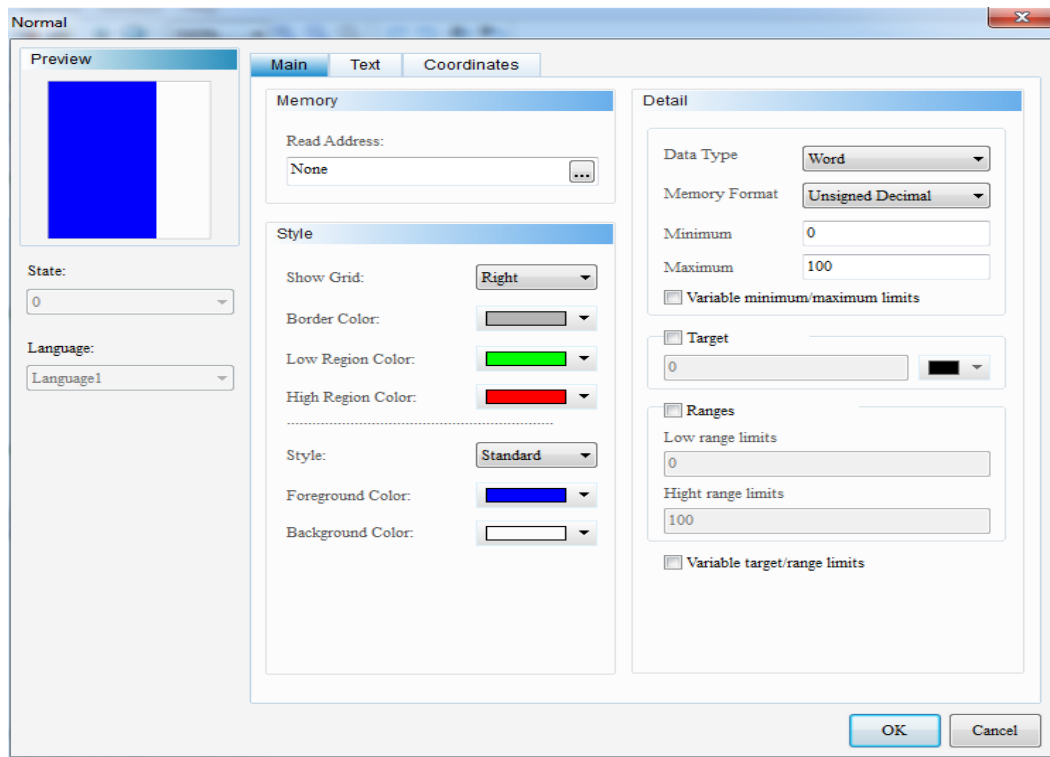 Normal
Preview
State:
0
Language:
Language1
Main Text Coordinates
Memory
Read Address:
None
...
Style
Show Grid: Right
Border Color:
Low Region Color:
High Region Color:
Style: Standard
Foreground Color:
Background Color:
Detail
Data Type Word
Memory Format Unsigned Decimal
Minimum 0
Maximum 100
Variable minimum/maximum limits
Target
0
Ranges
Low range limits
0
Hight range limits
100
Variable target/range limits
OK Cancel